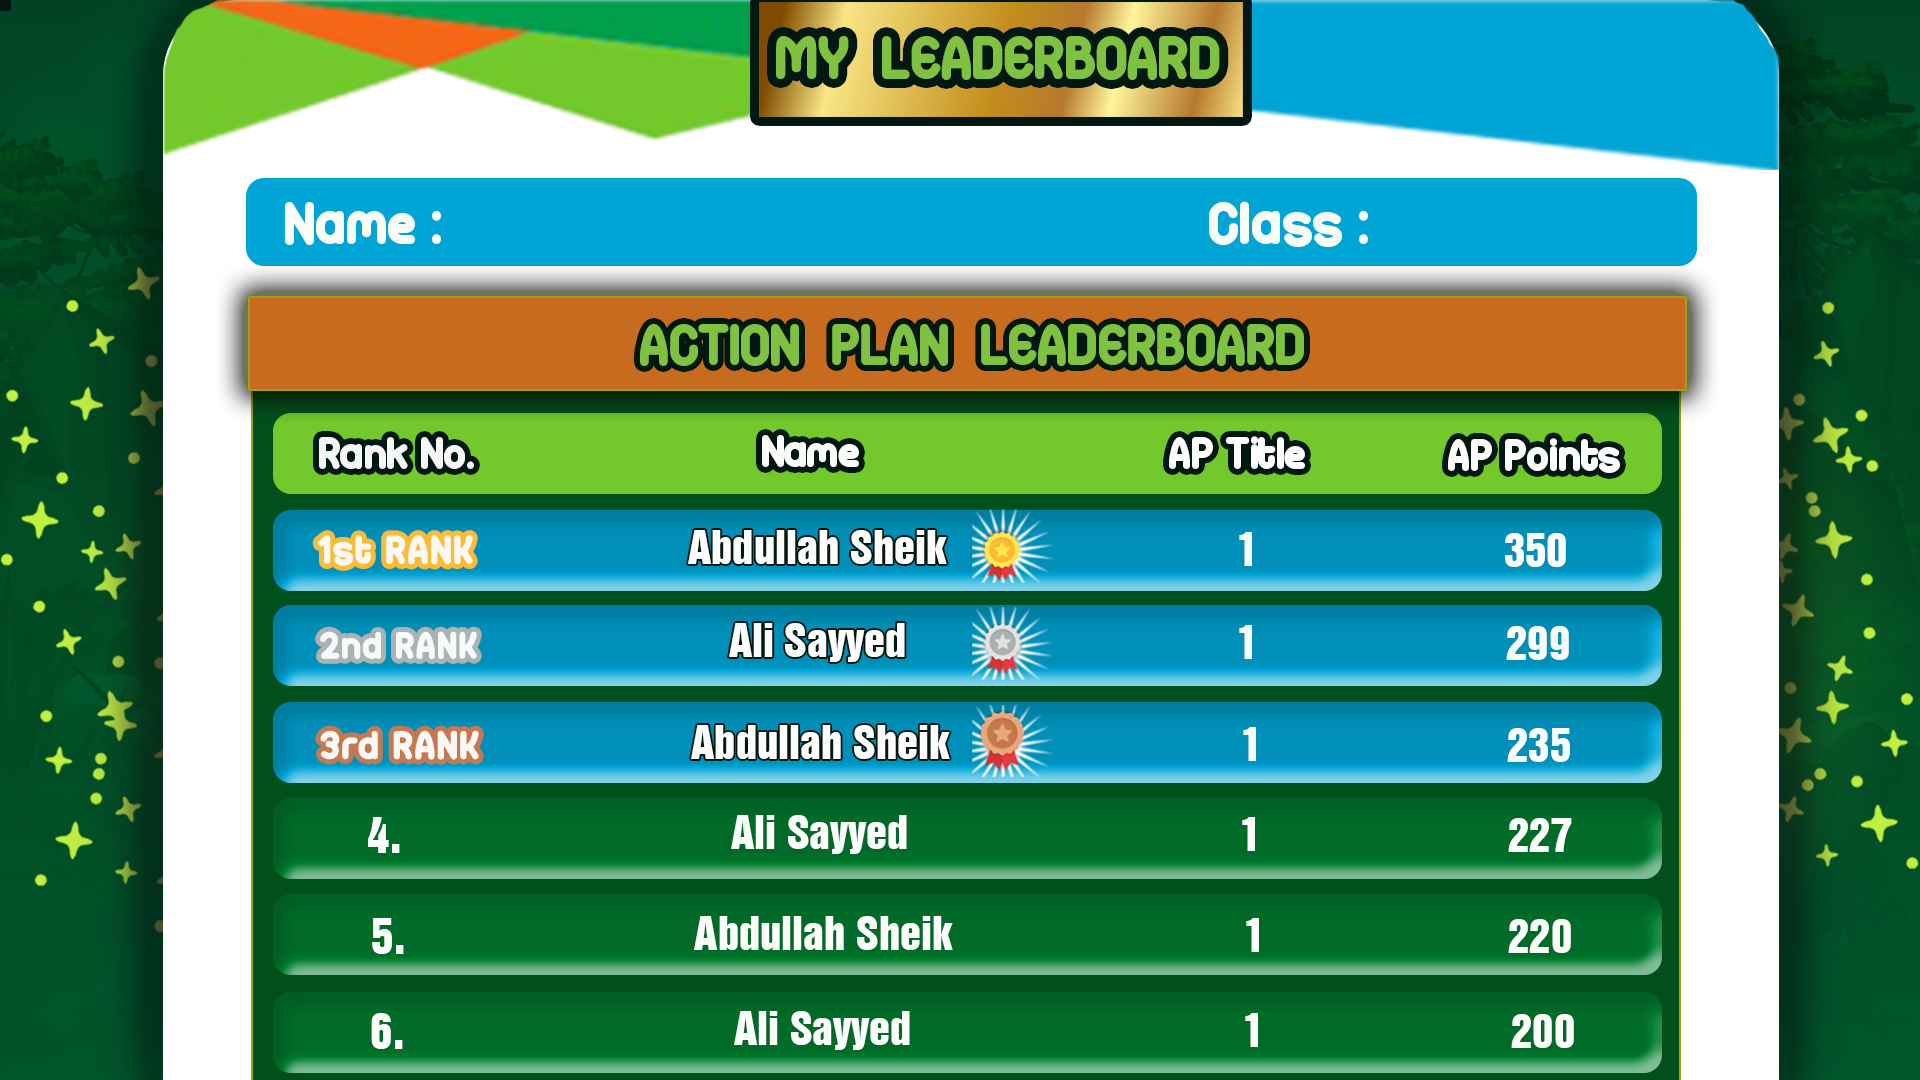 MY LEADERBOARD
Name : Class :
ACTION PLAN LEADERBOARD
Rank No. Name AP Title AP Points
1st RANK Abdullah Sheik 1 350
2nd RANK Ali Sayyed 1 299
3rd RANK Abdullah Sheik 1 235
4. Ali Sayyed 1 227
5. Abdullah Sheik 1 220
6. Ali Sayyed 1 200